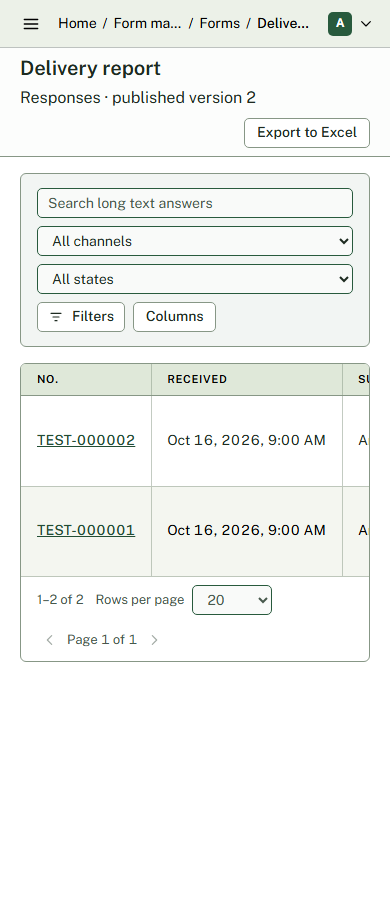 Home / Form ma... / Forms / Delive... A
Delivery report
Responses · published version 2
Export to Excel
Search long text answers
All channels
All states
Filters Columns
NO. RECEIVED
TEST-000002 Oct 16, 2026, 9:00 AM
TEST-000001 Oct 16, 2026, 9:00 AM
1–2 of 2 Rows per page 20
Page 1 of 1